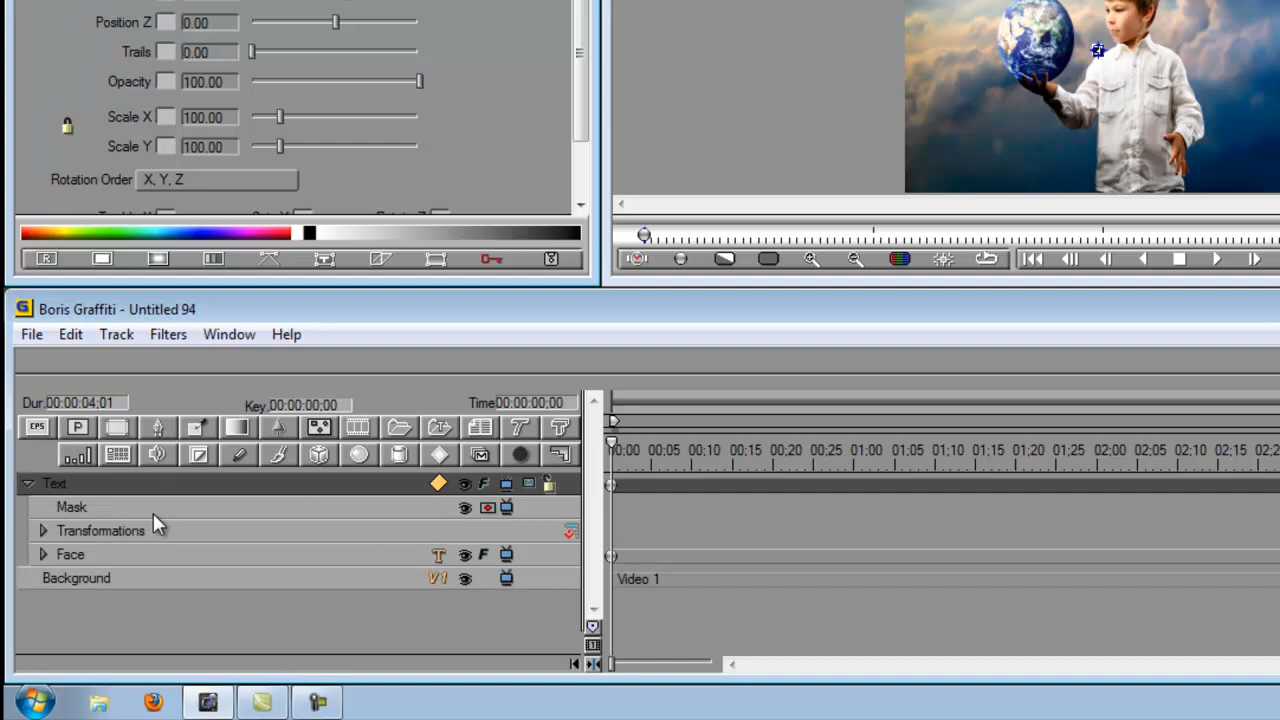 Position Z 0.00
Trails 0.00
Opacity 100.00
Scale X 100.00
Scale Y 100.00
Rotation Order X, Y, Z
R
Boris Graffiti - Untitled 94
File Edit Track Filters Window Help
Dur 00:00:04;01 Key 00:00:00;00 Time 00:00:00;00
EPS P
Text F
Mask
Transformations
Face T F
Background V1
00:00 00:05 00;10 00;15 00;20 00;25 01:00 01:05 01;10 01;15 01;20 01;25 02:00 02:05 02;10 02;15
Video 1